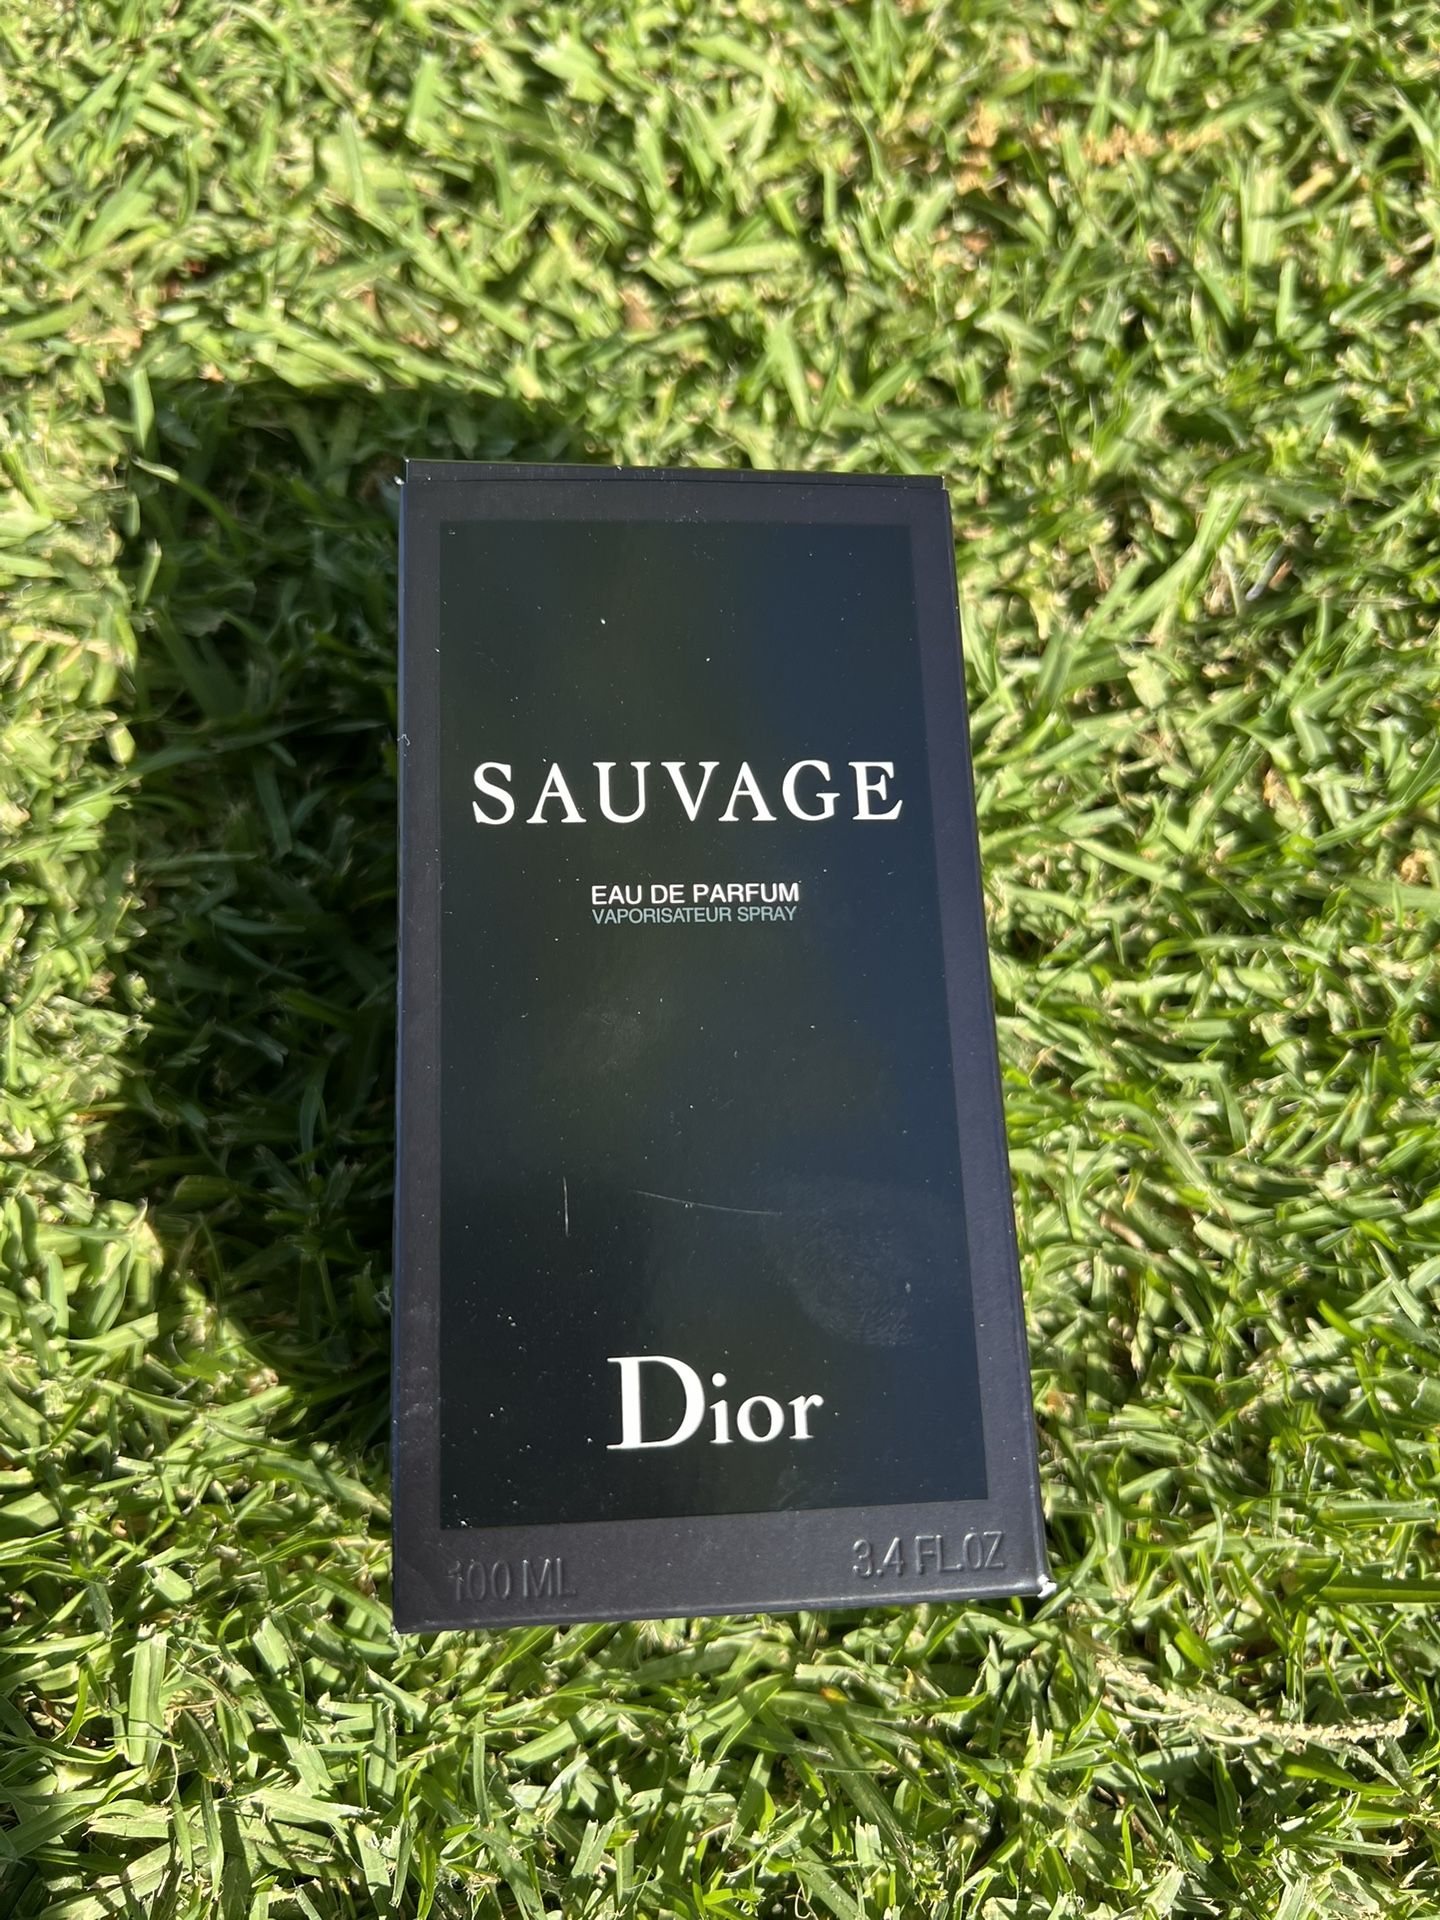 SAUVAGE
EAU DE PARFUM
VAPORISATEUR SPRAY
Dior
100 ML 3.4 FL.OZ